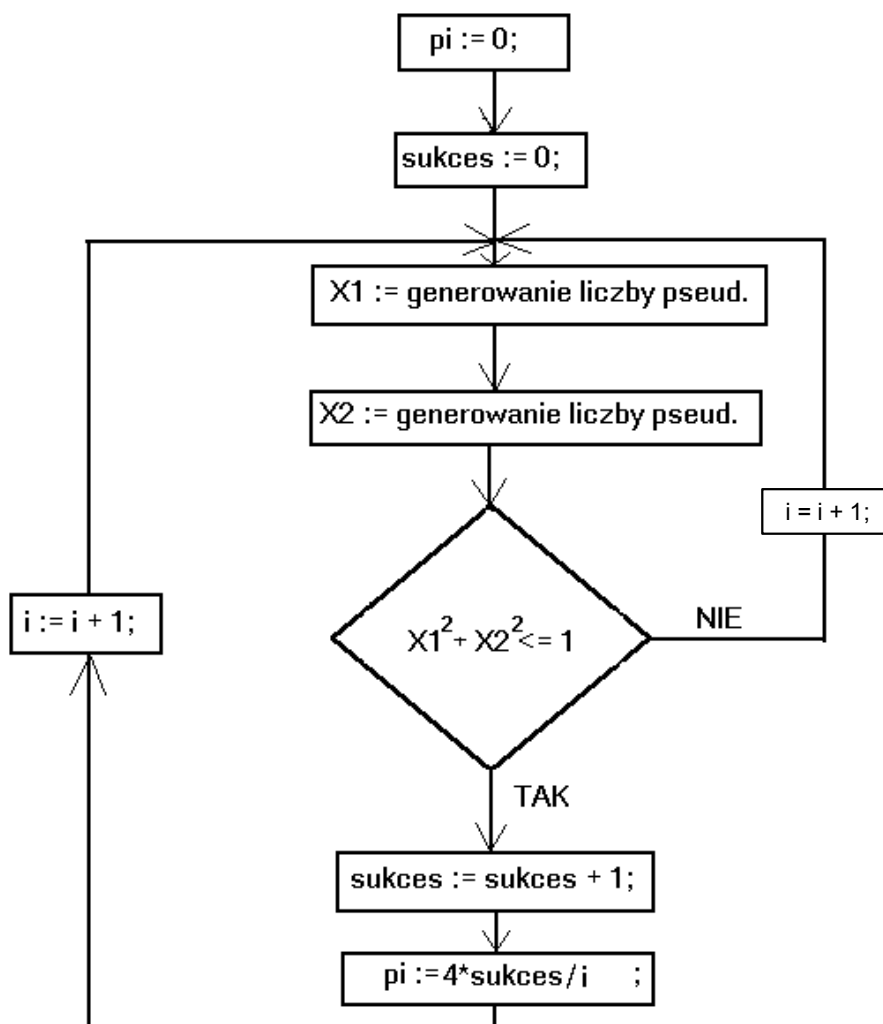 pi := 0;
sukces := 0;
X1 := generowanie liczby pseud.
X2 := generowanie liczby pseud.
i = i + 1;
i := i + 1;
X1² + X2² <= 1
NIE
TAK
sukces := sukces + 1;
pi := 4*sukces/i ;